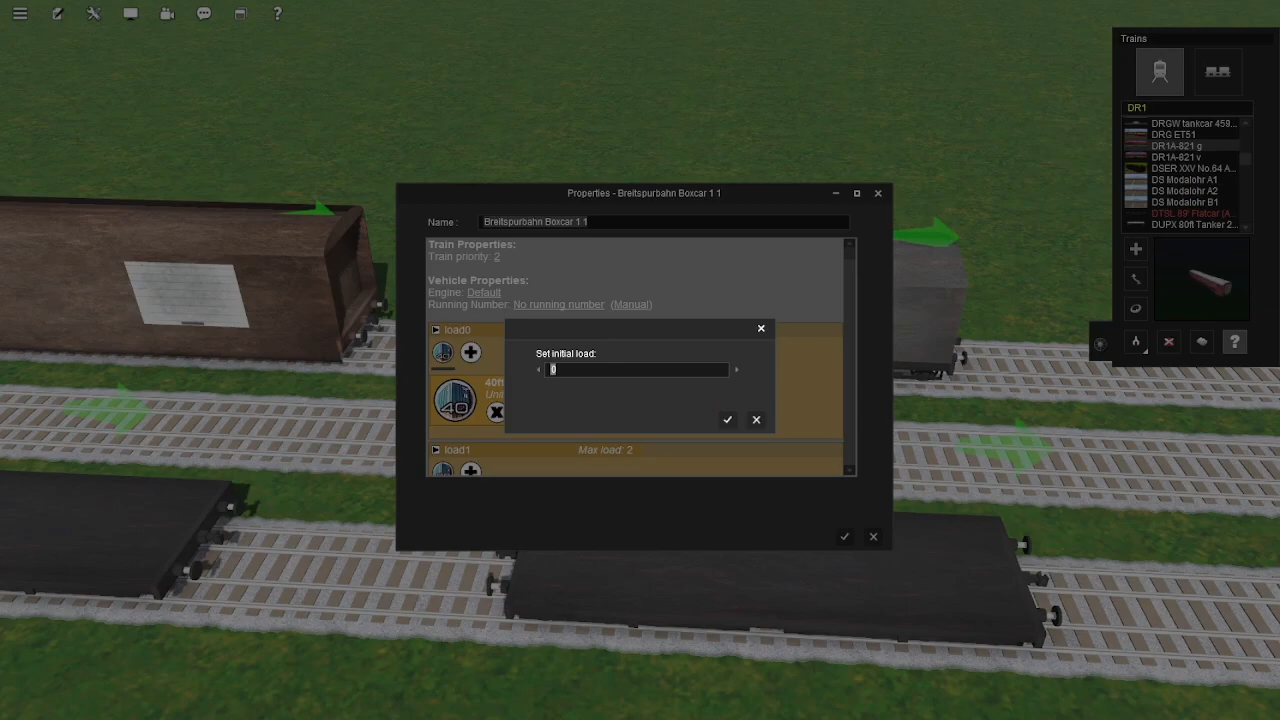 Trains
DR1
DRGW tankcar 459...
DRG ET51
DR1A-821 g
DR1A-821 v
DSER XXV No.64 A...
DS Modalohr A1
DS Modalohr A2
DS Modalohr B1
DTSL 89' Flatcar (A...
DUPX 80ft Tanker 2...
Properties - Breitspurbahn Boxcar 1 1
Name :
Breitspurbahn Boxcar 1 1
Train Properties:
Train priority: 2
Vehicle Properties:
Engine: Default
Running Number: No running number (Manual)
load0
40
40ft
Set initial load:
0
load1 Max load: 2